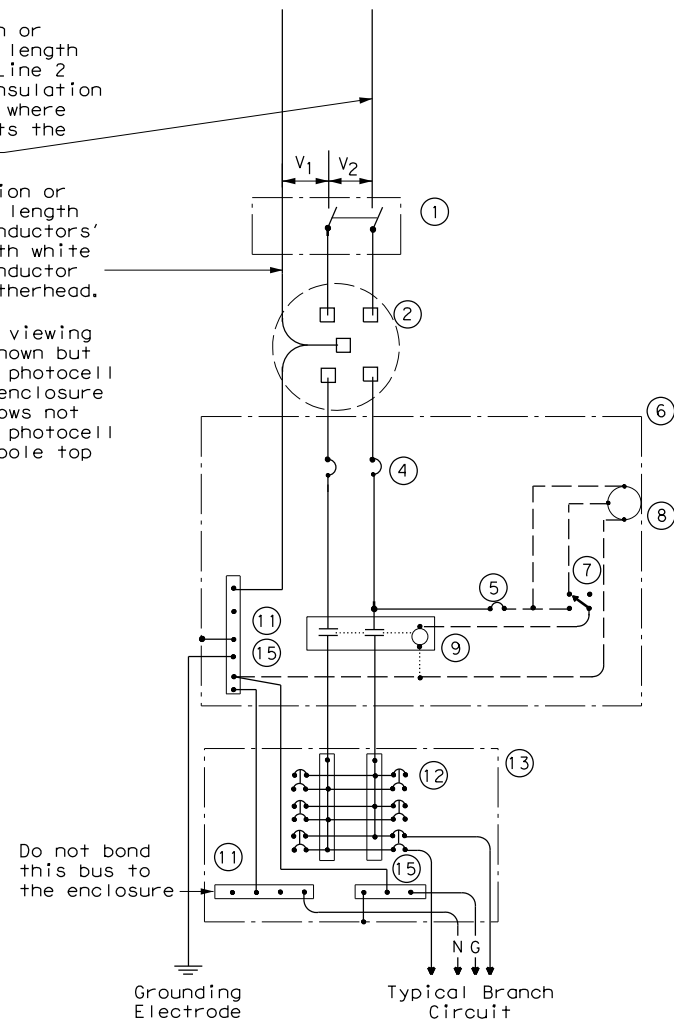 n or
length
Line 2
nsulation
where
ts the
ion or
length
nductors'
th white
nductor
therhead.
viewing
nown but
photocell
enclosure
ows not
photocell
pole top
V1 V2
1
2
6
4
8
5
7
11
15
9
13
12
Do not bond
this bus to
the enclosure
11
15
N G
Grounding
Electrode
Typical Branch
Circuit